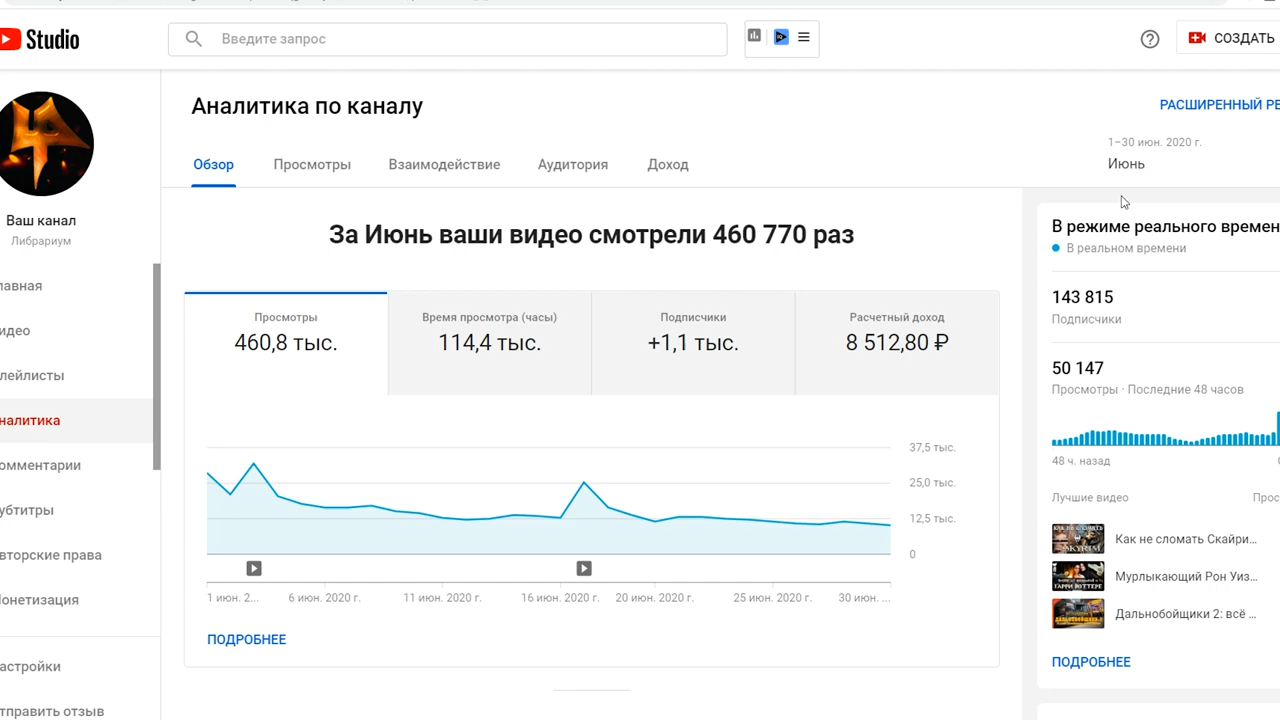 Studio
Введите запрос
СОЗДАТЬ
Аналитика по каналу
РАСШИРЕННЫЙ РЕ
Обзор
Просмотры
Взаимодействие
Аудитория
Доход
1–30 июн. 2020 г.
Июнь
Ваш канал
Либрариум
лавная
идео
лейлисты
налитика
омментарии
убтитры
вторские права
онетизация
астройки
тправить отзыв
За Июнь ваши видео смотрели 460 770 раз
Просмотры
460,8 тыс.
Время просмотра (часы)
114,4 тыс.
Подписчики
+1,1 тыс.
Расчетный доход
8 512,80 ₽
37,5 тыс.
25,0 тыс.
12,5 тыс.
0
1 июн. 2...
6 июн. 2020 г.
11 июн. 2020 г.
16 июн. 2020 г.
20 июн. 2020 г.
25 июн. 2020 г.
30 июн. ...
ПОДРОБНЕЕ
В режиме реального времен
В реальном времени
143 815
Подписчики
50 147
Просмотры · Последние 48 часов
48 ч. назад
Лучшие видео
Прос
Как не сломать Скайри...
Мурлыкающий Рон Уиз...
Дальнобойщики 2: всё ...
ПОДРОБНЕЕ